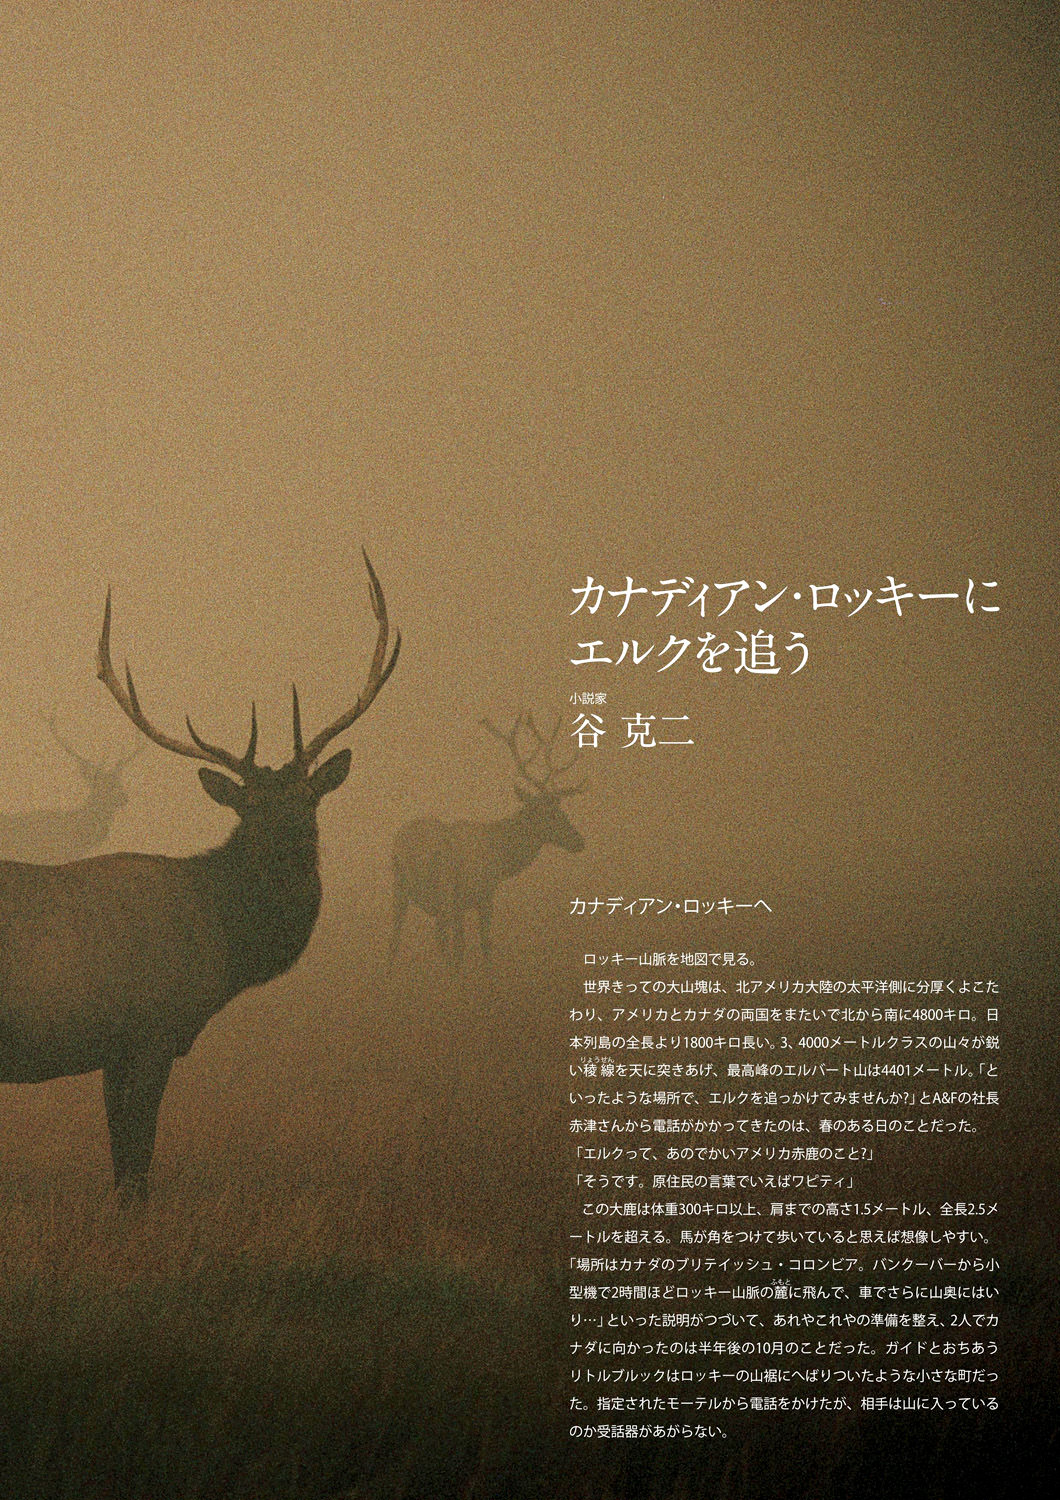 カナディアン・ロッキーに
エルクを追う
小説家
谷 克二
カナディアン・ロッキーへ
ロッキー山脈を地図で見る。
世界きっての大山塊は、北アメリカ大陸の太平洋側に分厚くよこた
わり、アメリカとカナダの両国をまたいで北から南に4800キロ。日
本列島の全長より1800キロ長い。3、4000メートルクラスの山々が鋭
りょうせん
い稜線を天に突きあげ、最高峰のエルバート山は4401メートル。「と
いったような場所で、エルクを追っかけてみませんか?」とA&Fの社長
赤津さんから電話がかかってきたのは、春のある日のことだった。
「エルクって、あのでかいアメリカ赤鹿のこと?」
「そうです。原住民の言葉でいえばワピティ」
この大鹿は体重300キロ以上、肩までの高さ1.5メートル、全長2.5メ
ートルを超える。馬が角をつけて歩いていると思えば想像しやすい。
「場所はカナダのブリテイッシュ・コロンビア。バンクーバーから小
ふもと
型機で2時間ほどロッキー山脈の麓に飛んで、車でさらに山奥にはい
り…」といった説明がつづいて、あれやこれやの準備を整え、2人でカ
ナダに向かったのは半年後の10月のことだった。ガイドとおちあう
リトルブルックはロッキーの山裾にへばりついたような小さな町だっ
た。指定されたモーテルから電話をかけたが、相手は山に入っている
のか受話器があがらない。